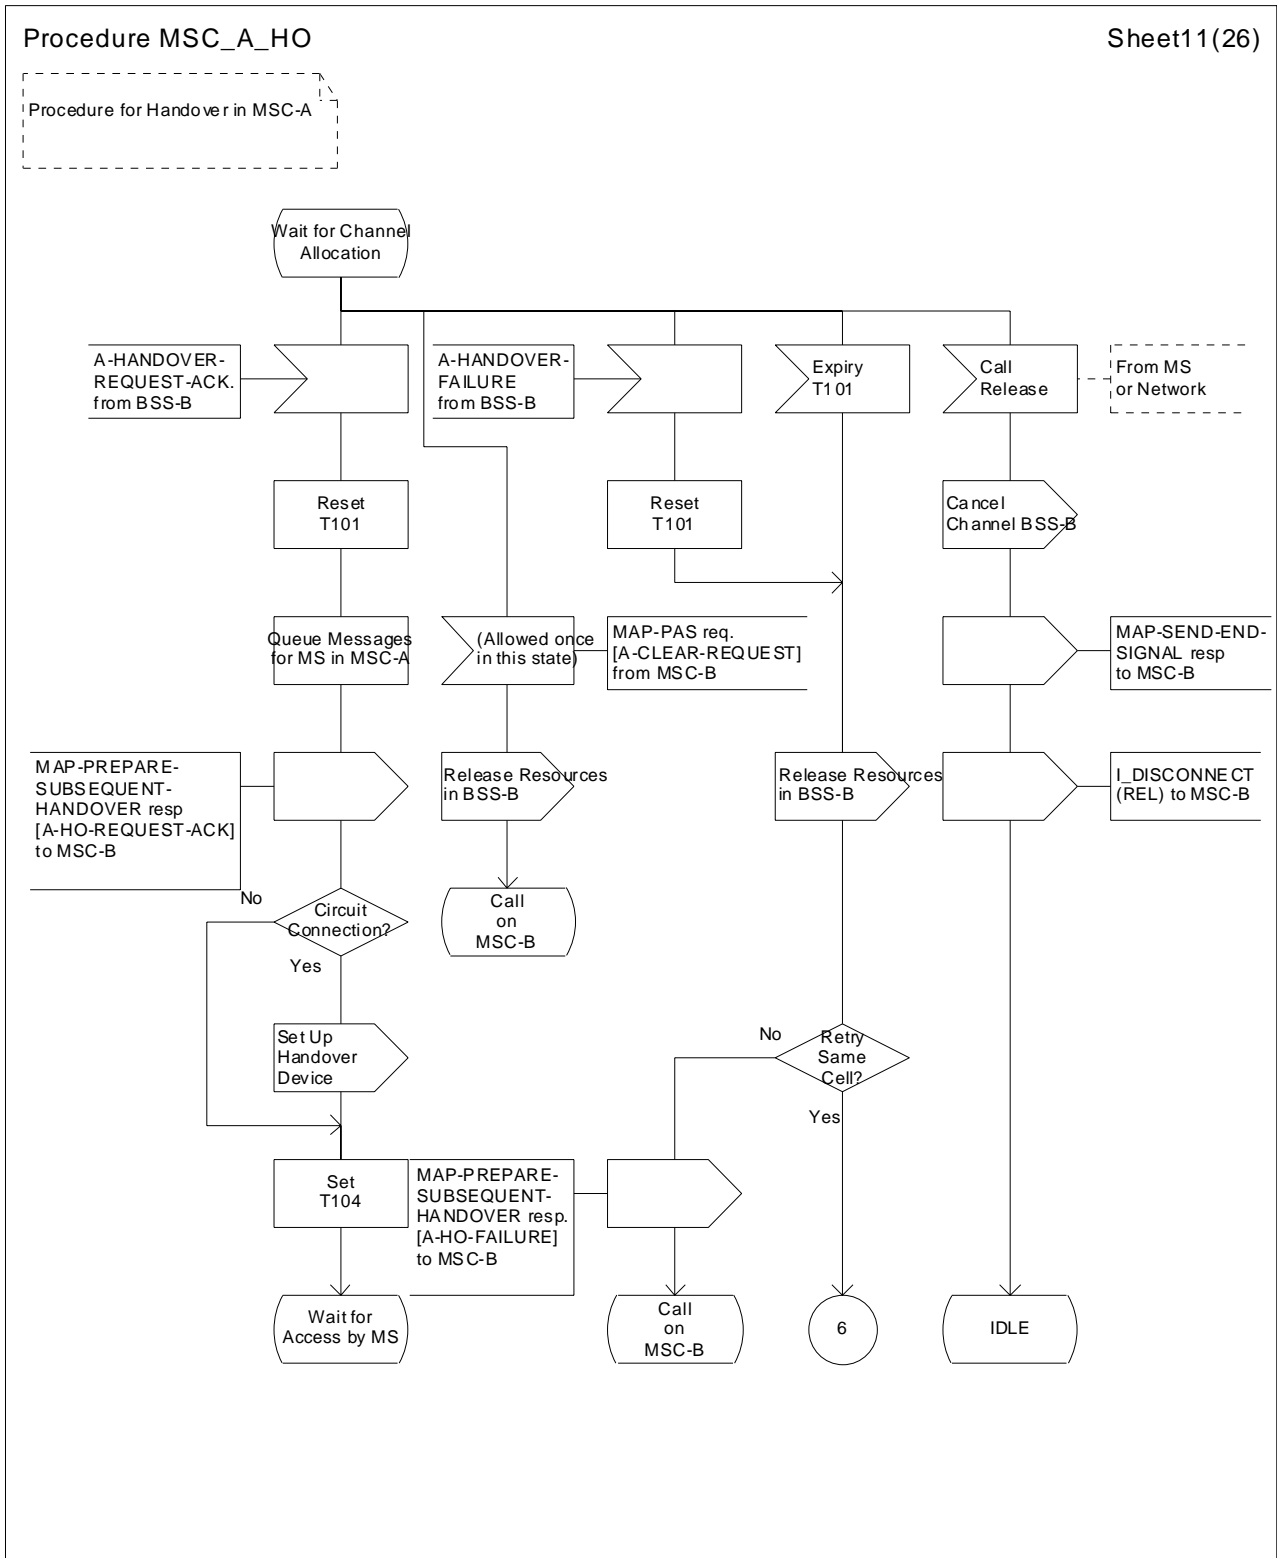 Procedure MSC_A_HO
Sheet11(26)
Procedure for Handover in MSC-A
Wait for Channel
Allocation
A-HANDOVER-
REQUEST-ACK.
from BSS-B
A-HANDOVER-
FAILURE
from BSS-B
Expiry
T101
Call
Release
From MS
or Network
Reset
T101
Reset
T101
Cancel
Channel BSS-B
Queue Messages
for MS in MSC-A
(Allowed once
in this state)
MAP-PAS req.
[A-CLEAR-REQUEST]
from MSC-B
MAP-SEND-END-
SIGNAL resp
to MSC-B
MAP-PREPARE-
SUBSEQUENT-
HANDOVER resp
[A-HO-REQUEST-ACK]
to MSC-B
Release Resources
in BSS-B
Release Resources
in BSS-B
I_DISCONNECT
(REL) to MSC-B
No
Circuit
Connection?
Yes
Call
on
MSC-B
Set Up
Handover
Device
No
Retry
Same
Cell?
Yes
Set
T104
MAP-PREPARE-
SUBSEQUENT-
HANDOVER resp.
[A-HO-FAILURE]
to MSC-B
Wait for
Access by MS
Call
on
MSC-B
6
IDLE